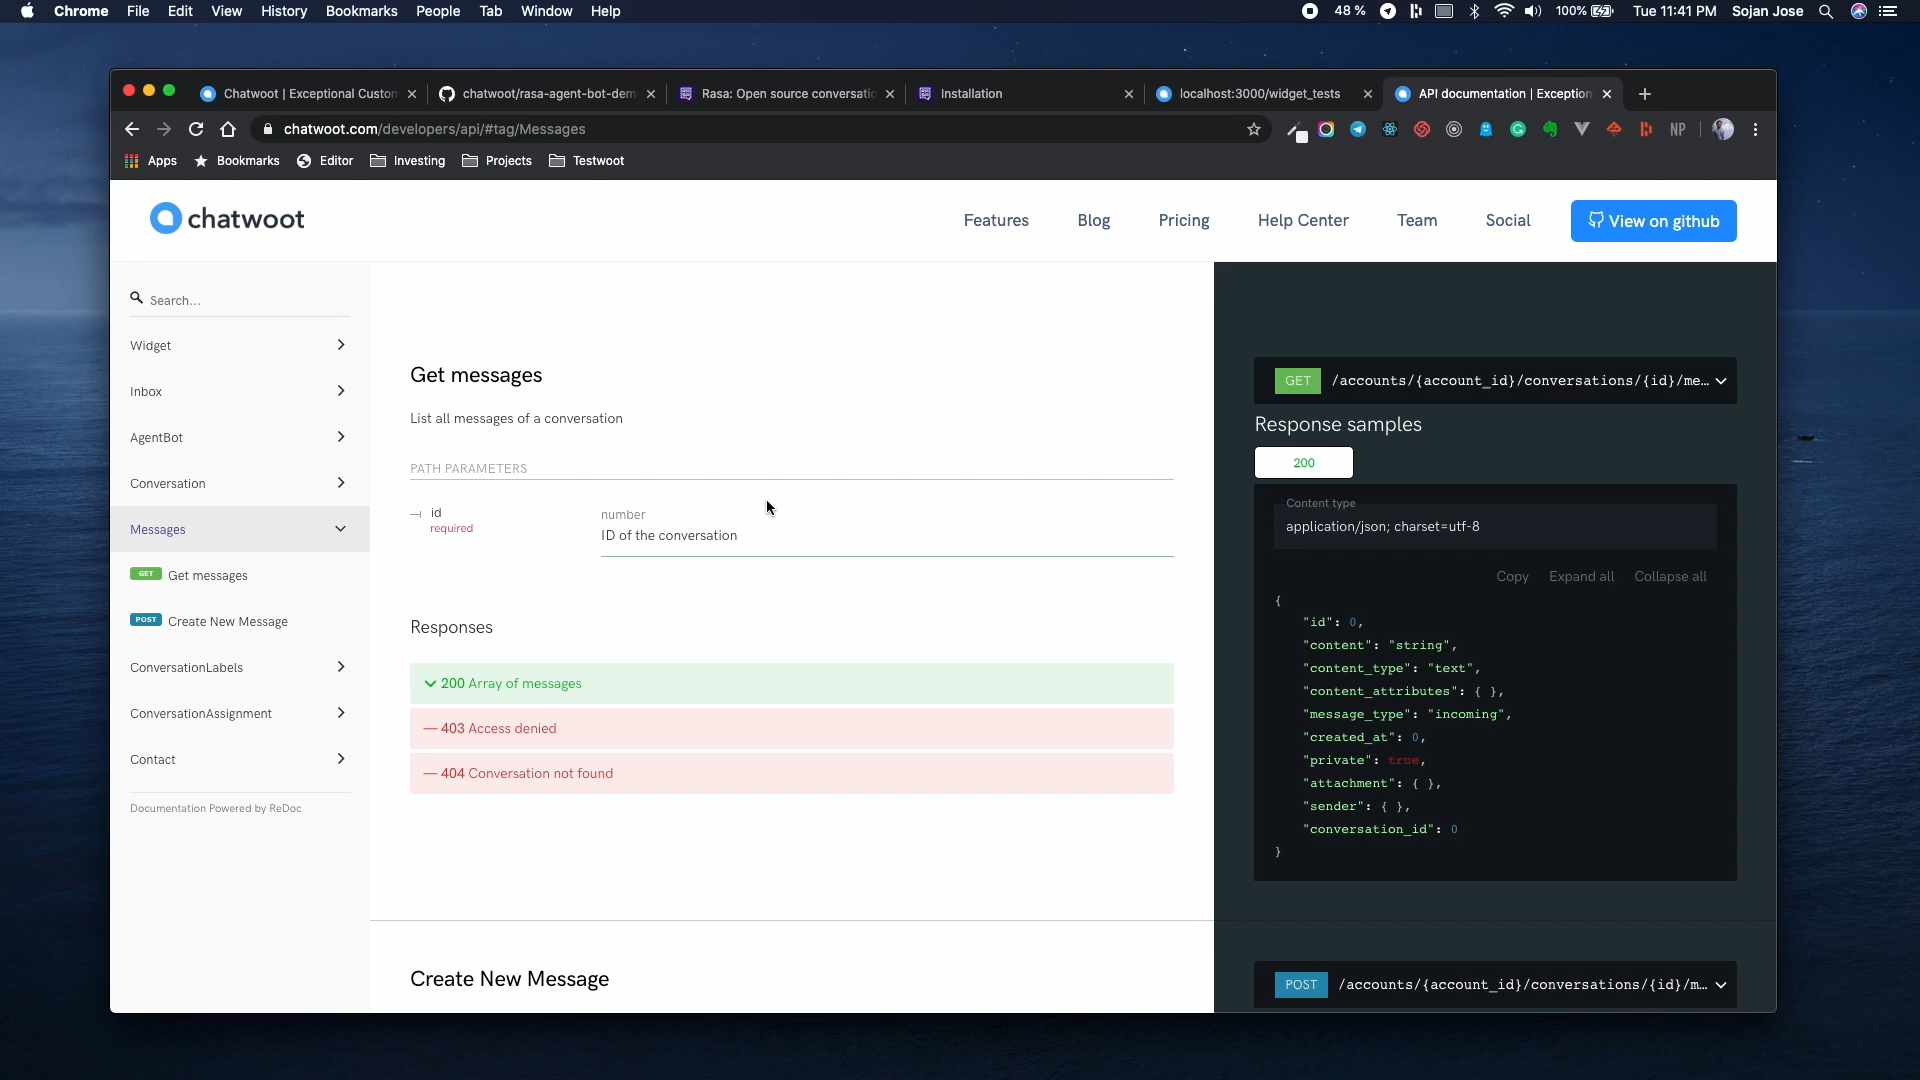 Chrome File Edit View History Bookmarks People Tab Window Help 48 % 100% Tue 11:41 PM Sojan Jose
Chatwoot | Exceptional Custom
chatwoot/rasa-agent-bot-dem
Rasa: Open source conversatio
Installation
localhost:3000/widget_tests
API documentation | Exception
chatwoot.com/developers/api/#tag/Messages
NP
Apps Bookmarks Editor Investing Projects Testwoot
chatwoot
Features Blog Pricing Help Center Team Social View on github
Search...
Widget
Inbox
AgentBot
Conversation
Messages
GET Get messages
POST Create New Message
ConversationLabels
ConversationAssignment
Contact
Documentation Powered by ReDoc
Get messages
List all messages of a conversation
PATH PARAMETERS
id
required
number
ID of the conversation
Responses
200 Array of messages
403 Access denied
404 Conversation not found
Create New Message
GET /accounts/{account_id}/conversations/{id}/me…
Response samples
200
Content type
application/json; charset=utf-8
Copy Expand all Collapse all
{
"id": 0,
"content": "string",
"content_type": "text",
"content_attributes": { },
"message_type": "incoming",
"created_at": 0,
"private": true,
"attachment": { },
"sender": { },
"conversation_id": 0
}
POST /accounts/{account_id}/conversations/{id}/m…